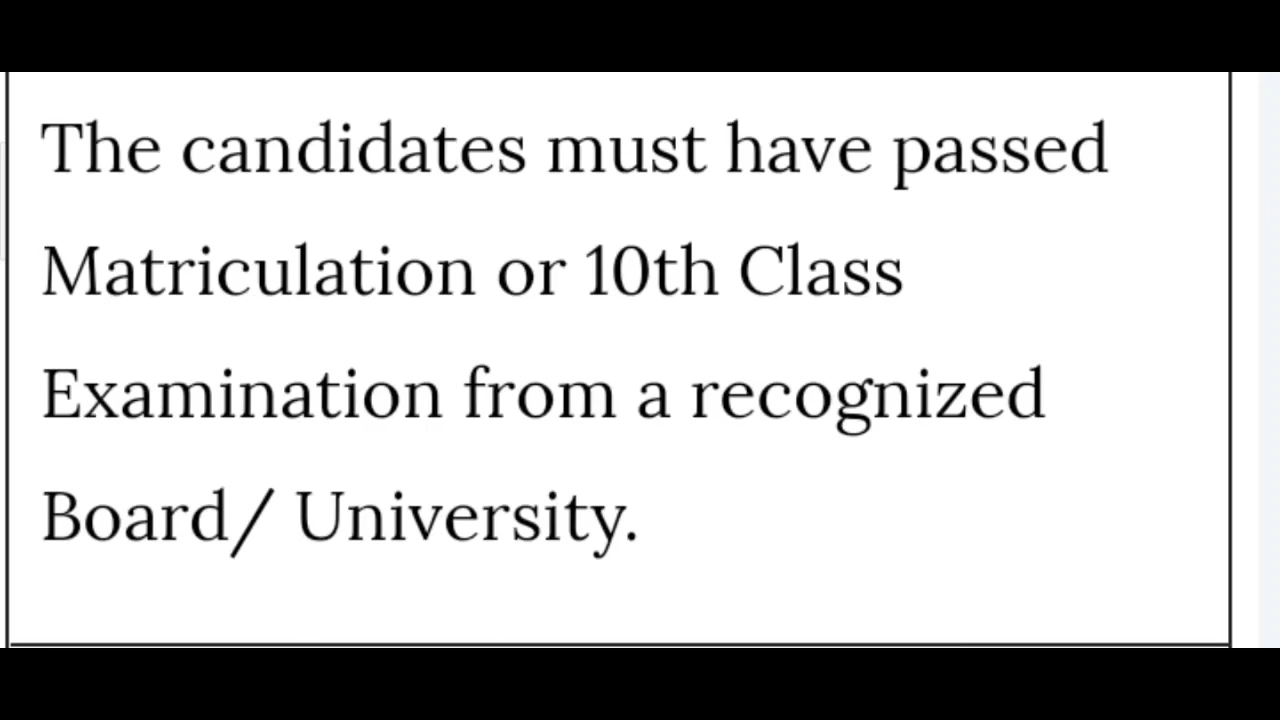 The candidates must have passed
Matriculation or 10th Class
Examination from a recognized
Board/ University.